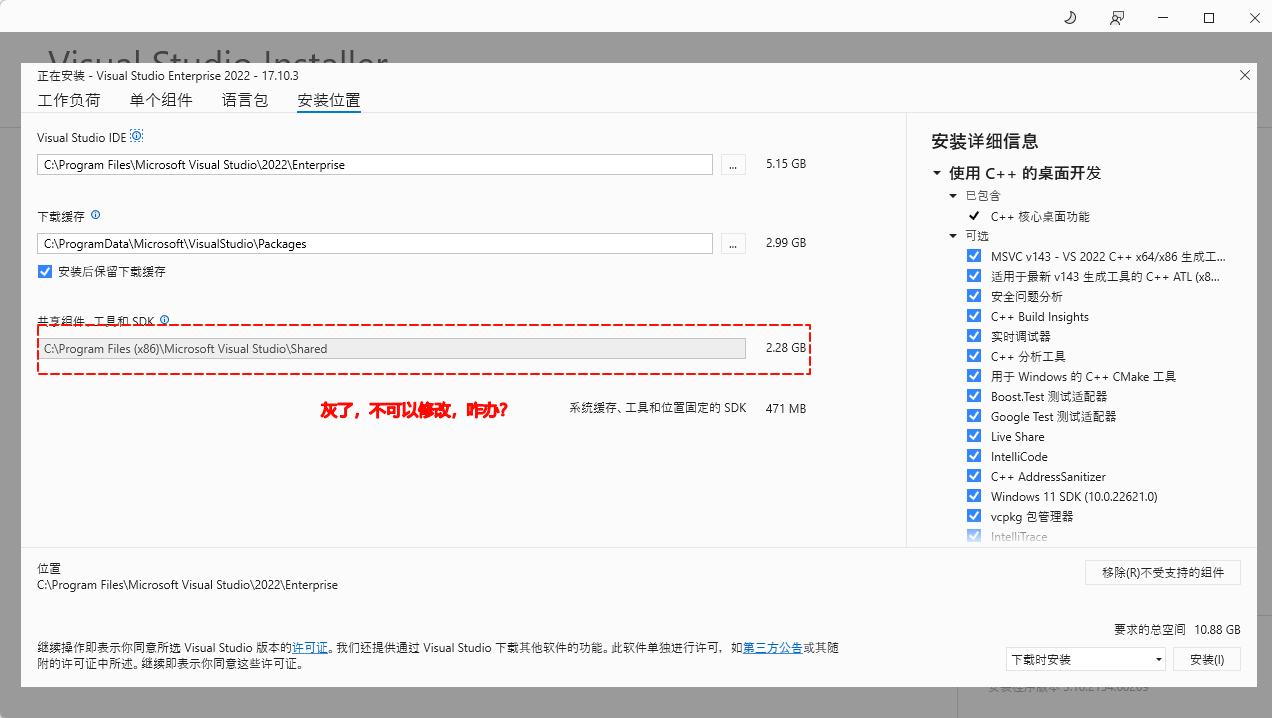 Visual Studio Installer
正在安装 - Visual Studio Enterprise 2022 - 17.10.3
工作负荷 单个组件 语言包 安装位置
Visual Studio IDE
C:\Program Files\Microsoft Visual Studio\2022\Enterprise ... 5.15 GB
下载缓存
C:\ProgramData\Microsoft\VisualStudio\Packages ... 2.99 GB
安装后保留下载缓存
共享组件、工具和 SDK
C:\Program Files (x86)\Microsoft Visual Studio\Shared 2.28 GB
灰了，不可以修改，咋办？
系统缓存、工具和位置固定的 SDK 471 MB
安装详细信息
使用 C++ 的桌面开发
已包含
C++ 核心桌面功能
可选
MSVC v143 - VS 2022 C++ x64/x86 生成工...
适用于最新 v143 生成工具的 C++ ATL (x8...
安全问题分析
C++ Build Insights
实时调试器
C++ 分析工具
用于 Windows 的 C++ CMake 工具
Boost.Test 测试适配器
Google Test 测试适配器
Live Share
IntelliCode
C++ AddressSanitizer
Windows 11 SDK (10.0.22621.0)
vcpkg 包管理器
IntelliTrace
位置
C:\Program Files\Microsoft Visual Studio\2022\Enterprise
移除(R)不受支持的组件
继续操作即表示你同意所选 Visual Studio 版本的许可证。我们还提供通过 Visual Studio 下载其他软件的功能。此软件单独进行许可，如第三方公告或其随
附的许可证中所述。继续即表示你同意这些许可证。
要求的总空间 10.88 GB
下载时安装 安装(I)